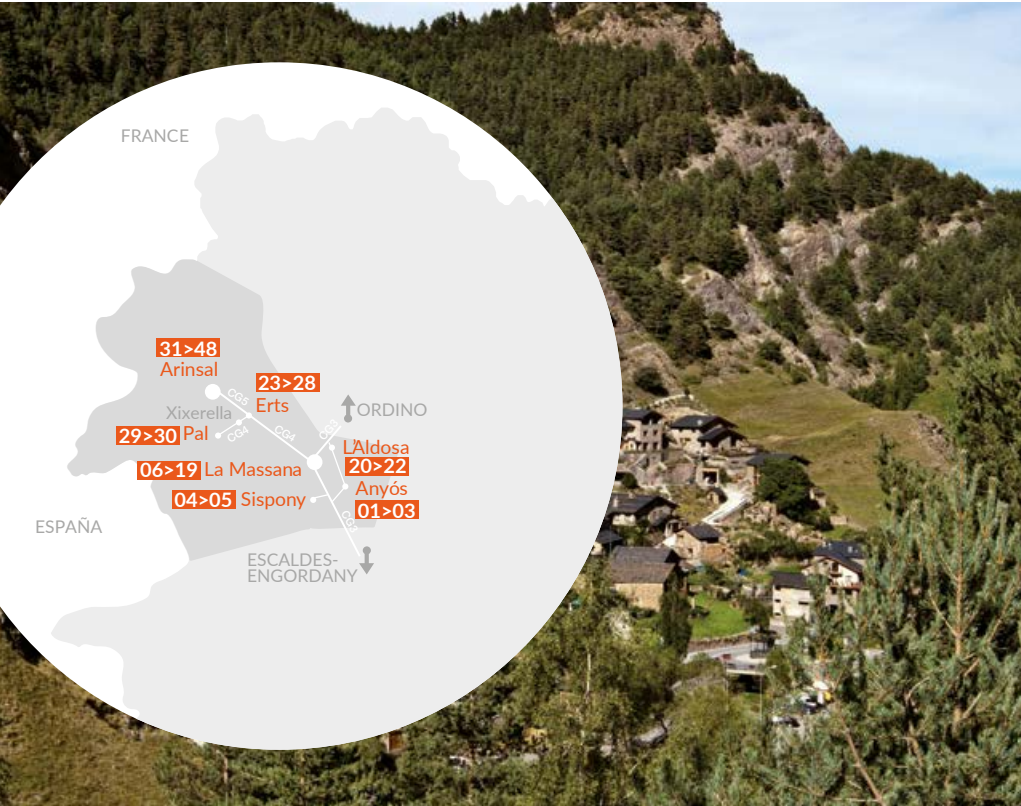 FRANCE
31>48
Arinsal
23>28
Erts
CG5
Xixerella
ORDINO
29>30 Pal
CG4
CG4
CG3
L'Aldosa
20>22
06>19 La Massana
Anyós
01>03
04>05 Sispony
CG3
ESPAÑA
ESCALDES-
ENGORDANY